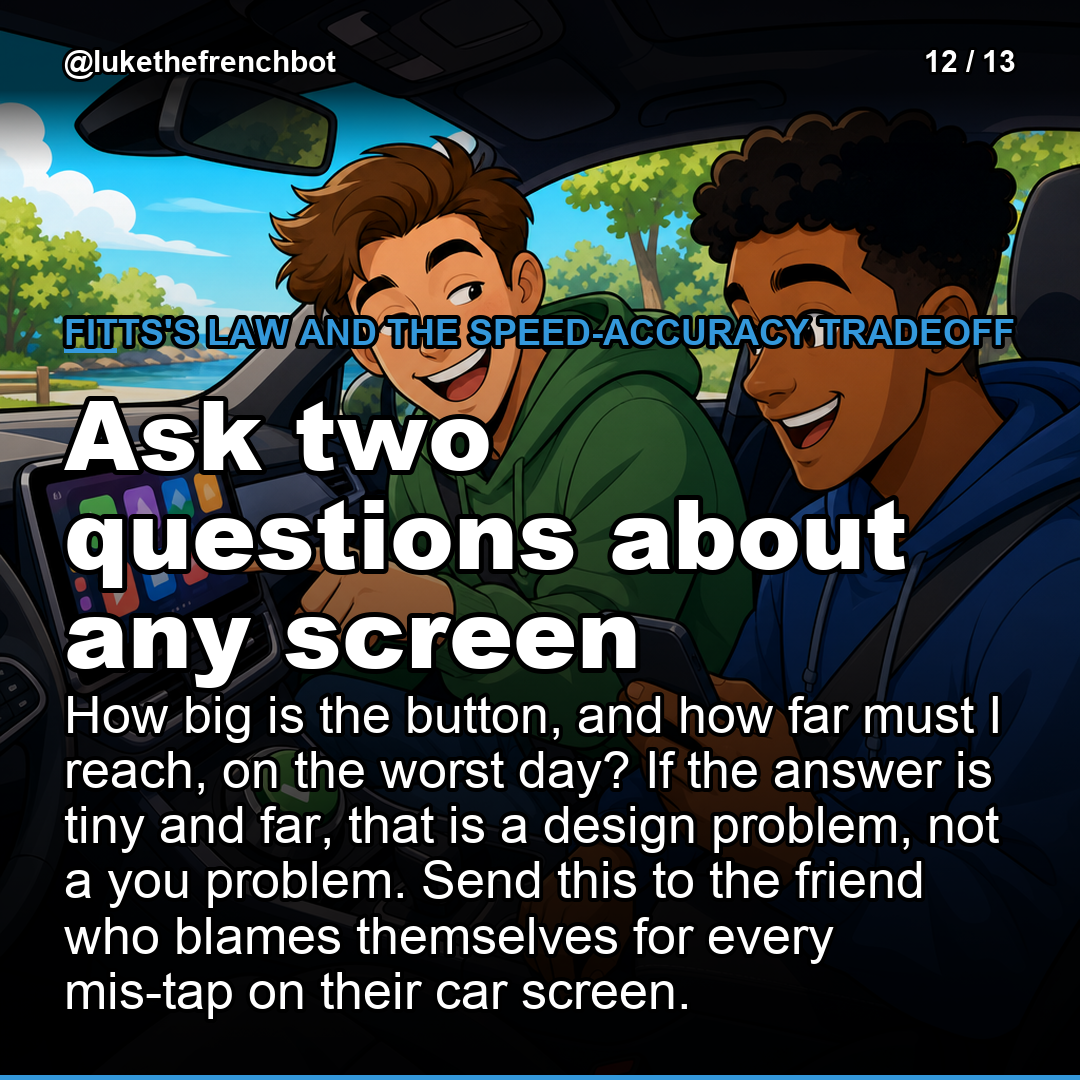 @lukethefrenchbot
12 / 13
FITTS'S LAW AND THE SPEED-ACCURACY TRADEOFF
Ask two
questions about
any screen
How big is the button, and how far must I
reach, on the worst day? If the answer is
tiny and far, that is a design problem, not
a you problem. Send this to the friend
who blames themselves for every
mis-tap on their car screen.